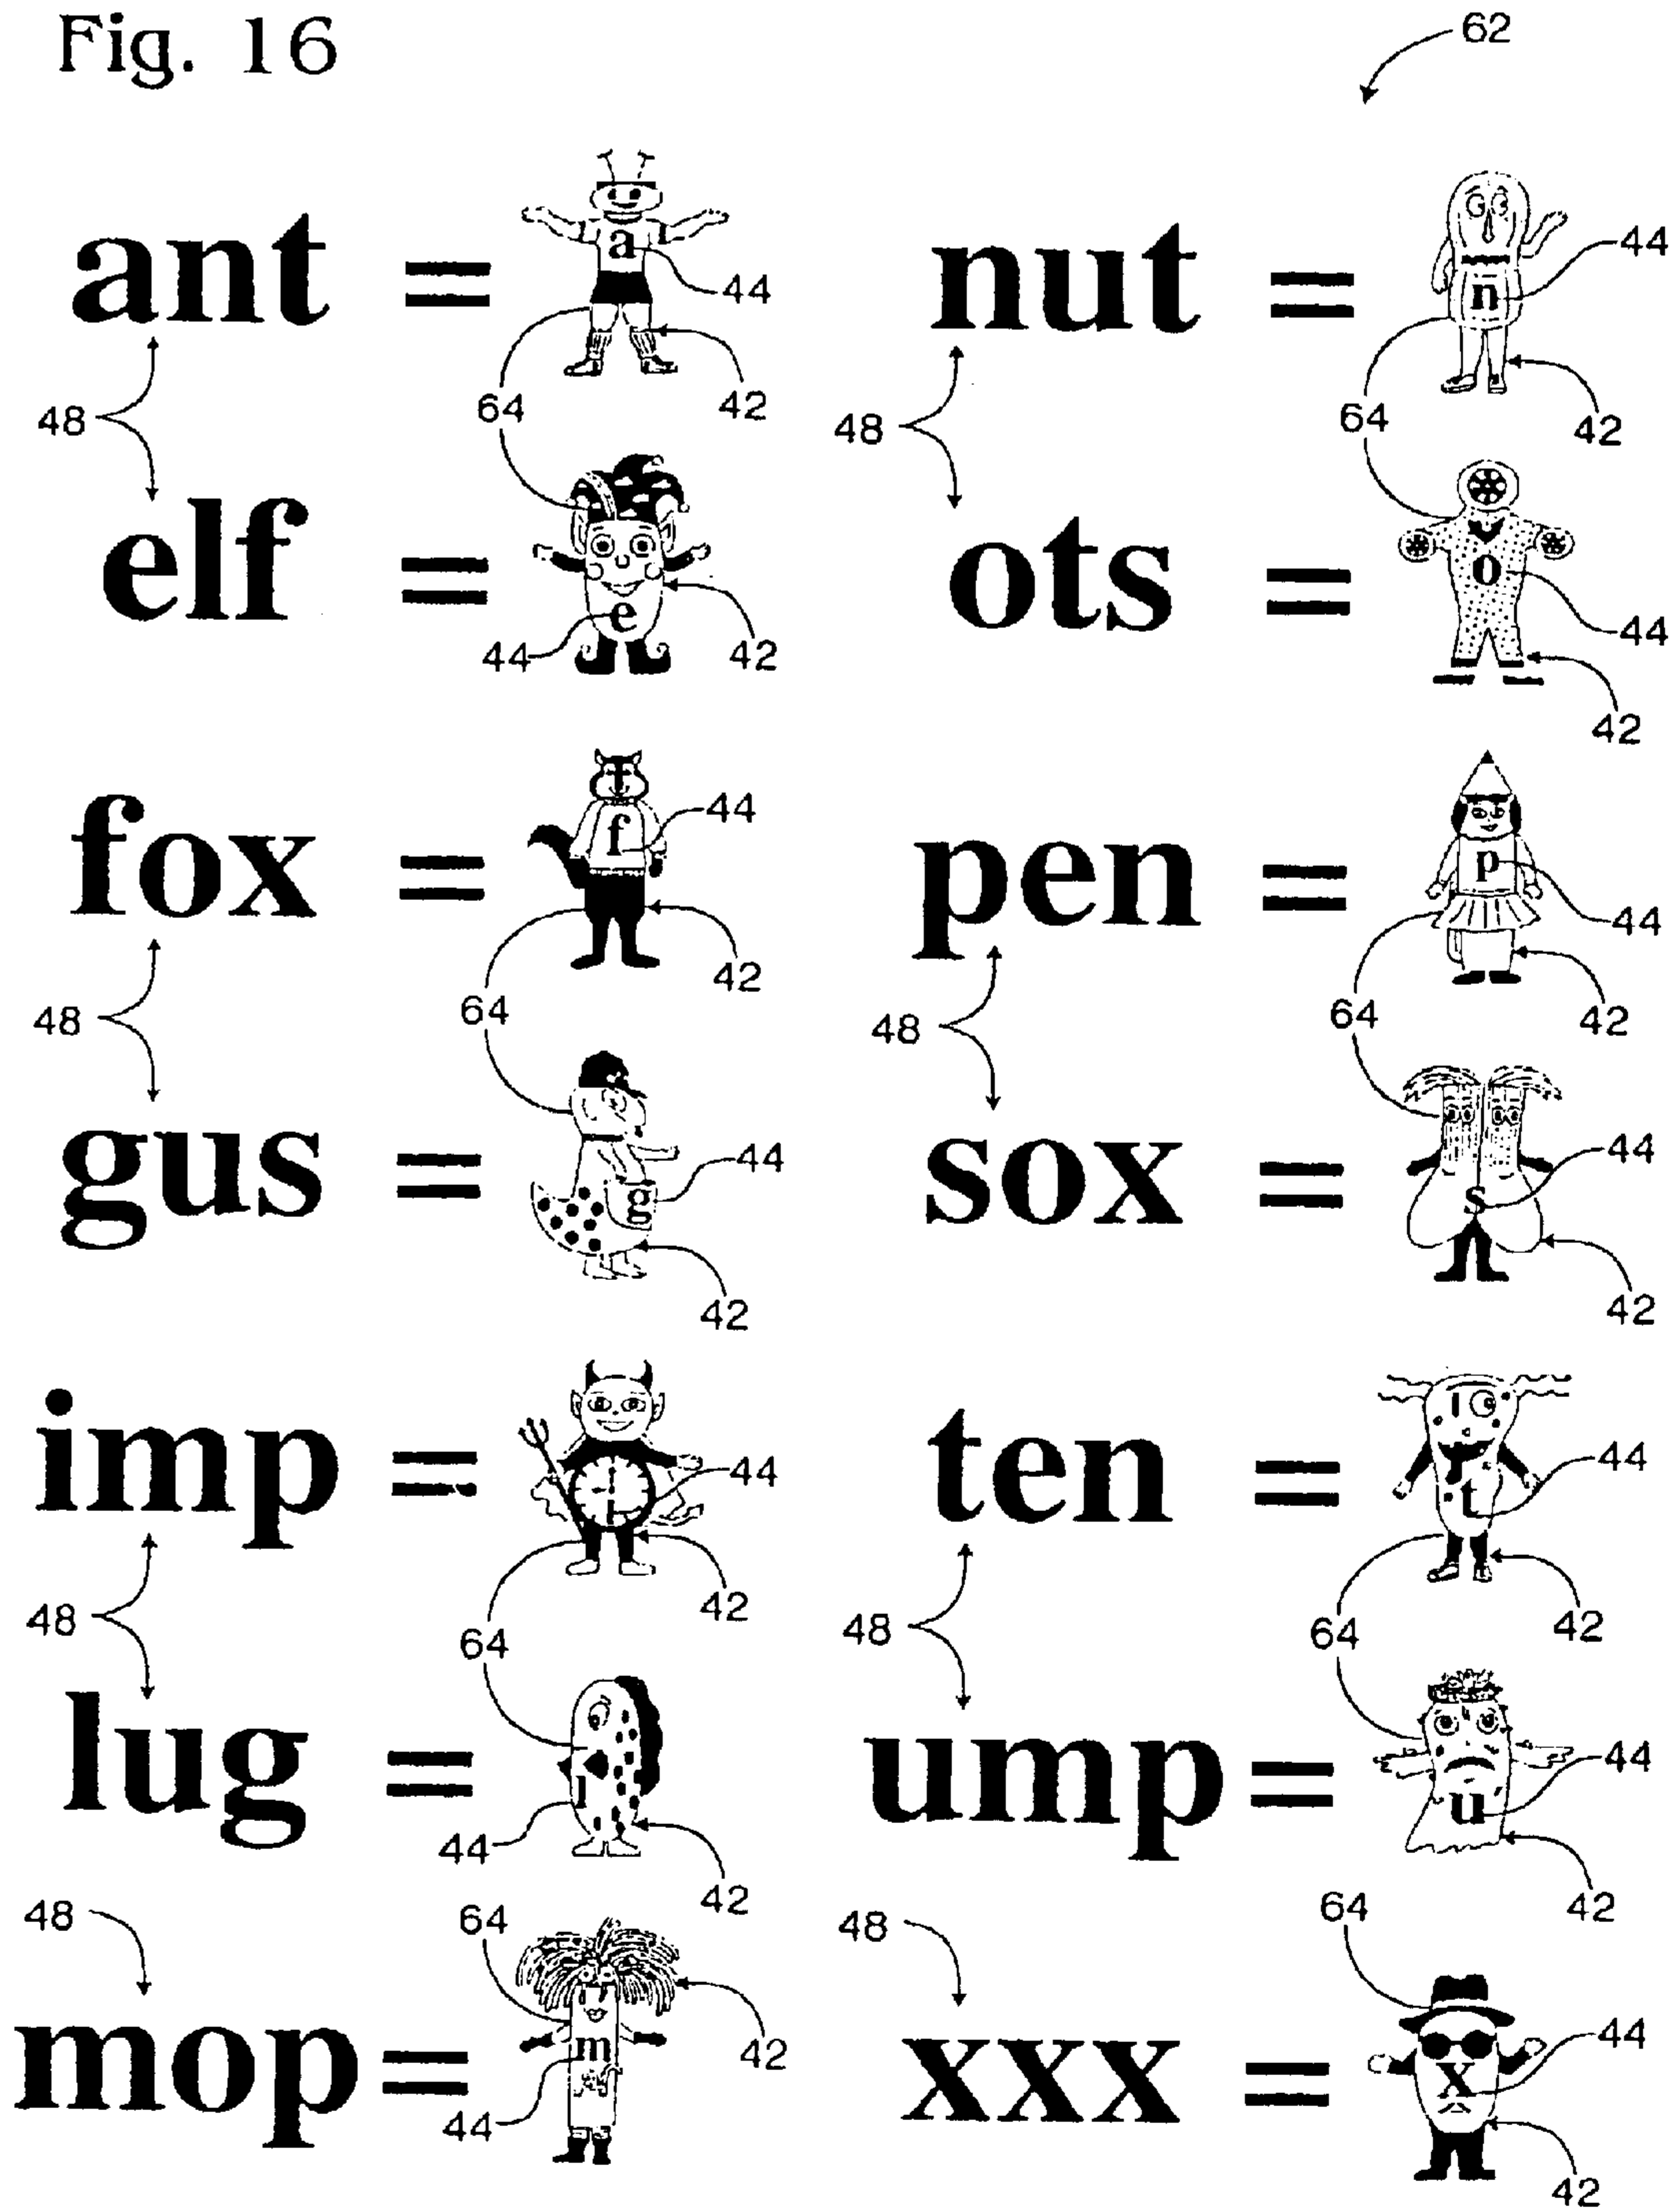 Fig. 16
62
ant = a 44
64 42
48
elf = e
44 42
fox = f 44
64 42
48
gus = g 44
42
imp = i 44
64 42
48
lug = l
44 42
48 64
mop = m 42
44
nut = n 44
64 42
48
ots = o 44
42
pen = p 44
64 42
48
sox = s 44
42
ten = t 44
64 42
48
ump = u 44
42
48 64
xxx = x 44
42